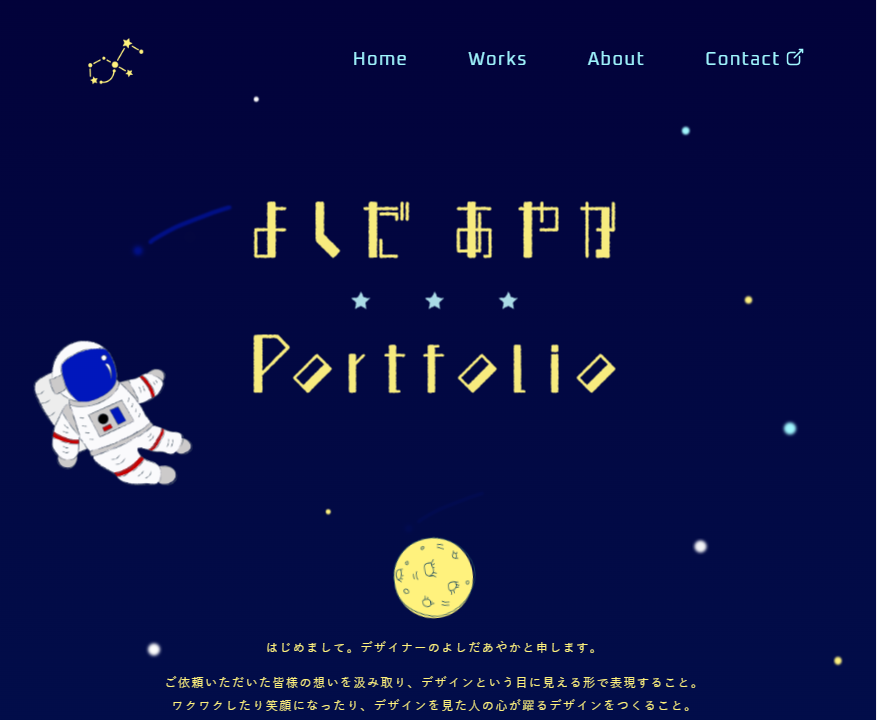 Home Works About Contact
よしだ あやか
Portfolio
はじめまして。デザイナーのよしだあやかと申します。
ご依頼いただいた皆様の想いを汲み取り、デザインという目に見える形で表現すること。
ワクワクしたり笑顔になったり、デザインを見た人の心が躍るデザインをつくること。